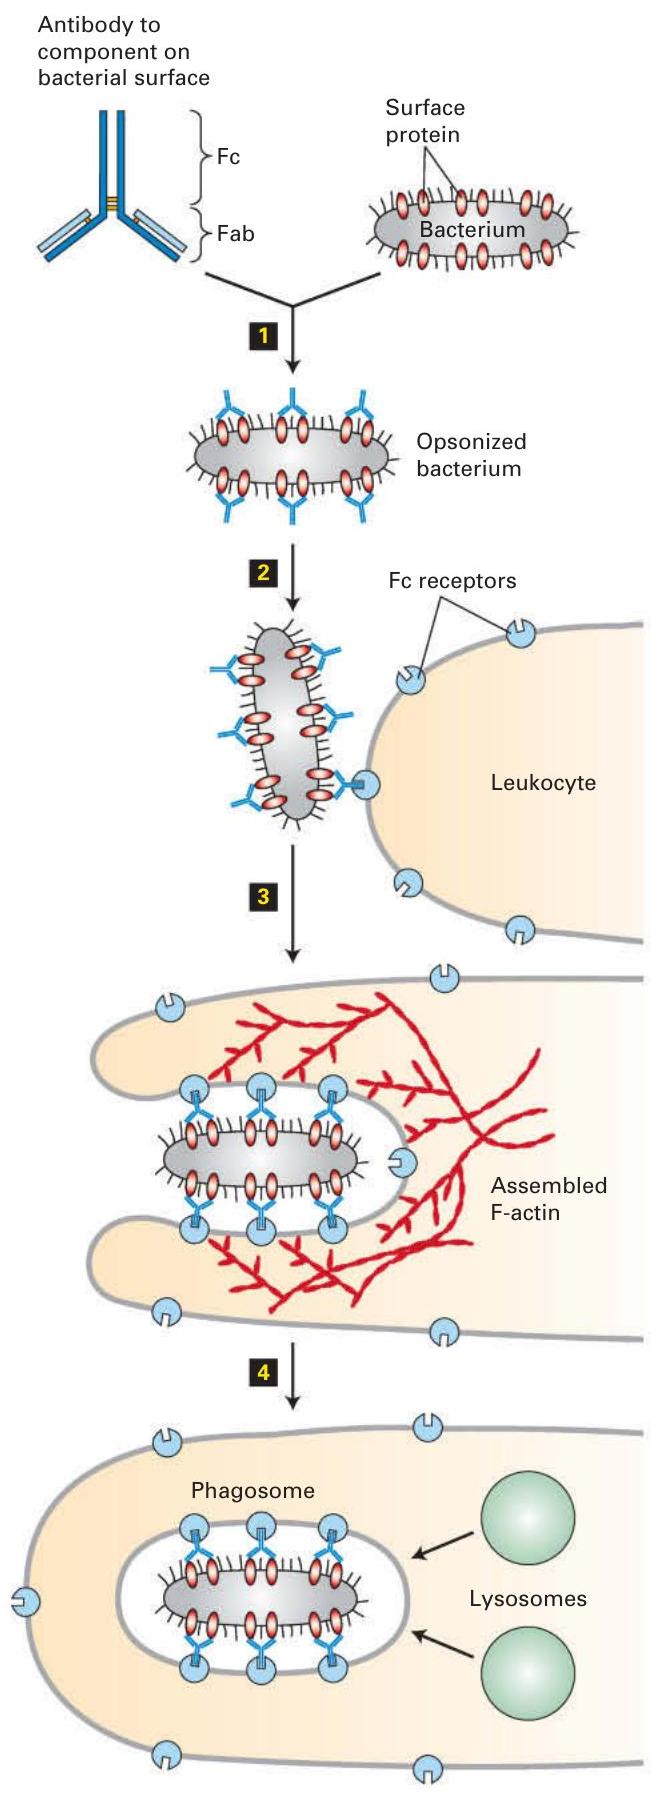 Antibody to
component on
bacterial surface
Surface
protein
Fc
Fab
Bacterium
1
Opsonized
bacterium
2
Fc receptors
Leukocyte
3
Assembled
F-actin
4
Phagosome
Lysosomes